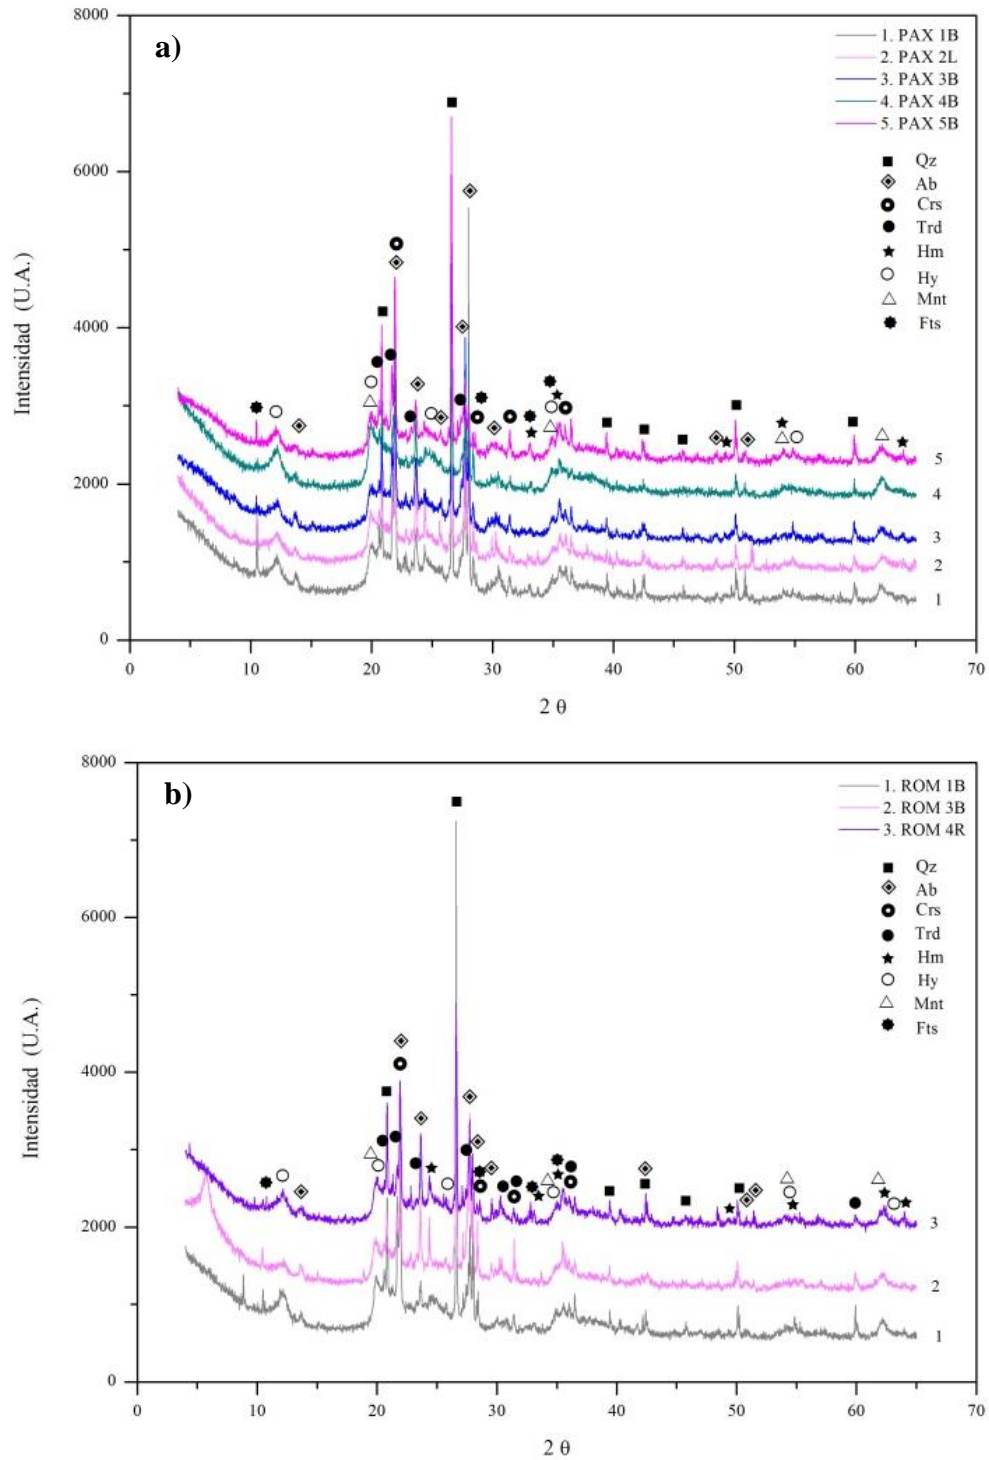 8000
a)
1. PAX 1B
2. PAX 2L
3. PAX 3B
4. PAX 4B
5. PAX 5B
Qz
Ab
Crs
Trd
Hm
Hy
Mnt
Fts
6000
4000
2000
0
Intensidad (U.A.)
5
4
3
2
1
0 10 20 30 40 50 60 70
2 θ
8000
b)
1. ROM 1B
2. ROM 3B
3. ROM 4R
Qz
Ab
Crs
Trd
Hm
Hy
Mnt
Fts
6000
4000
2000
0
Intensidad (U.A.)
3
2
1
0 10 20 30 40 50 60 70
2 θ